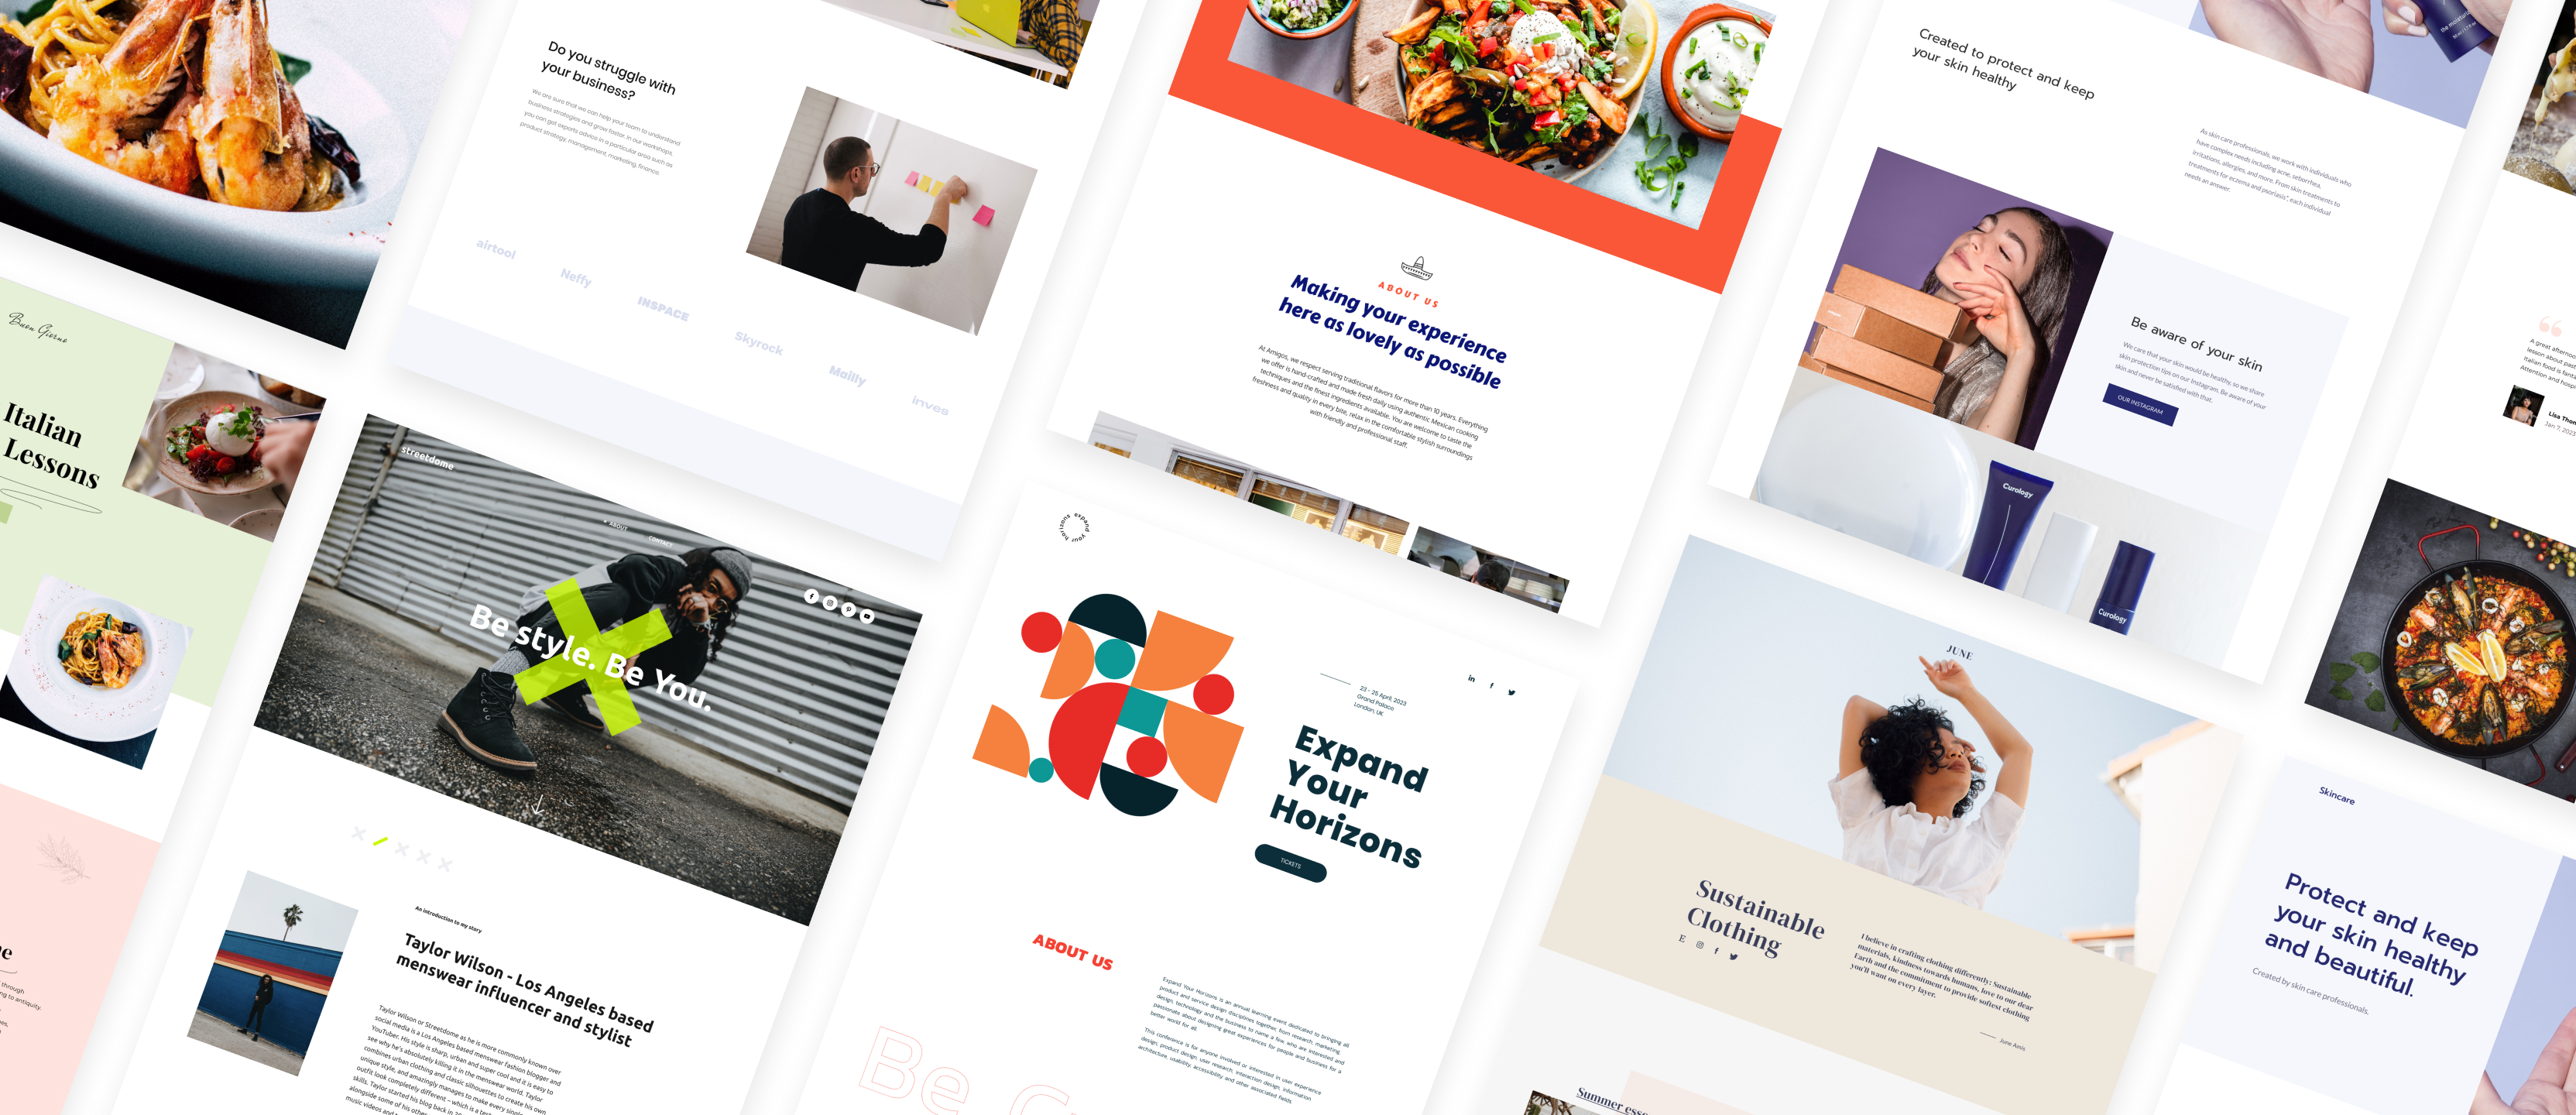 Do you struggle with
your business?
We are sure that we can help your team to understand
business strategies and grow faster. In our workshops,
you can get experts advice in a particular area such as
product strategy, management, marketing, finance.
airtool
Neffy
INSPACE
Skyrock
Mailly
inves
ABOUT US
Making your experience
here as lovely as possible
At Amigos, we respect serving traditional flavors for more than 10 years. Everything
we offer is hand-crafted and made fresh daily using authentic Mexican cooking
techniques and the finest ingredients available. You are welcome to taste the
freshness and quality in every bite, relax in the comfortable stylish surroundings
with friendly and professional staff.
Created to protect and keep
your skin healthy
As skin care professionals, we work with individuals who
have complex needs including acne, seborrhea,
irritations, allergies, and more. From skin treatments to
treatments for eczema and psoriasis", each individual
needs an answer.
Be aware of your skin
We care that your skin would be healthy, so we share
skin protection tips on our Instagram. Be aware of your
skin and never be satisfied with that.
OUR INSTAGRAM
Curology
Curology
A great afternoo
lesson about past
Italian food is fanta
Attention and hosp
Lisa Thom
Jan 7, 2023
Buon Giorno
Italian
Lessons
through
ng to antiquity.
streetdome
ABOUT
CONTACT
Be style. Be You.
An introduction to my story
Taylor Wilson - Los Angeles based
menswear influencer and stylist
Taylor Wilson or Streetdome as he is more commonly known over
social media is a Los Angeles based menswear fashion blogger and
YouTuber. His style is sharp, urban and super cool and it is easy to
see why he's absolutely killing it in the menswear world. Taylor
combines urban clothing and classic silhouettes to create his own
unique style, and amazingly manages to make every single
outfit look completely different – which is a
skills. Taylor started his blog back in
alongside some of his other
music videos and
expand your horizons
23 - 25 April, 2023
Grand Palace
London, UK
Expand
Your
Horizons
TICKETS
ABOUT US
Expand Your Horizons is an annual learning event dedicated to bringing all
product and service design disciplines together, from research, marketing,
design, technology and the business to name a few, who are interested and
passionate about designing great experiences for people and business for a
better world for all.
This conference is for anyone involved or interested in user experience
design, product design, user research, interaction design, information
architecture, usability, accessibility and other associated fields
Be
JUNE
Sustainable
Clothing
I believe in crafting clothing differently: Sustainable
materials, kindness towards humans, love to our dear
Earth and the commitment to provide softest clothing
you'll want on every layer.
June Amis
Summer ess
Skincare
Protect and keep
your skin healthy
and beautiful.
Created by skin care professionals.